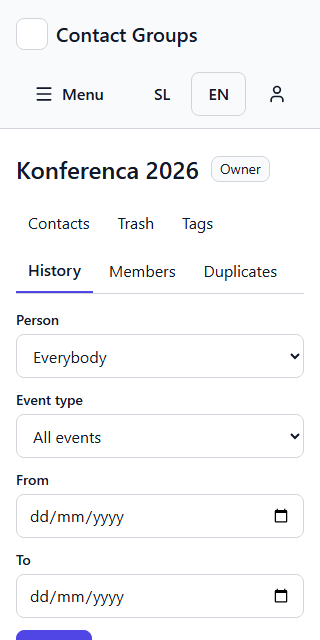 Contact Groups
Menu SL EN
Konferenca 2026 Owner
Contacts Trash Tags
History Members Duplicates
Person
Everybody
Event type
All events
From
dd/mm/yyyy
To
dd/mm/yyyy